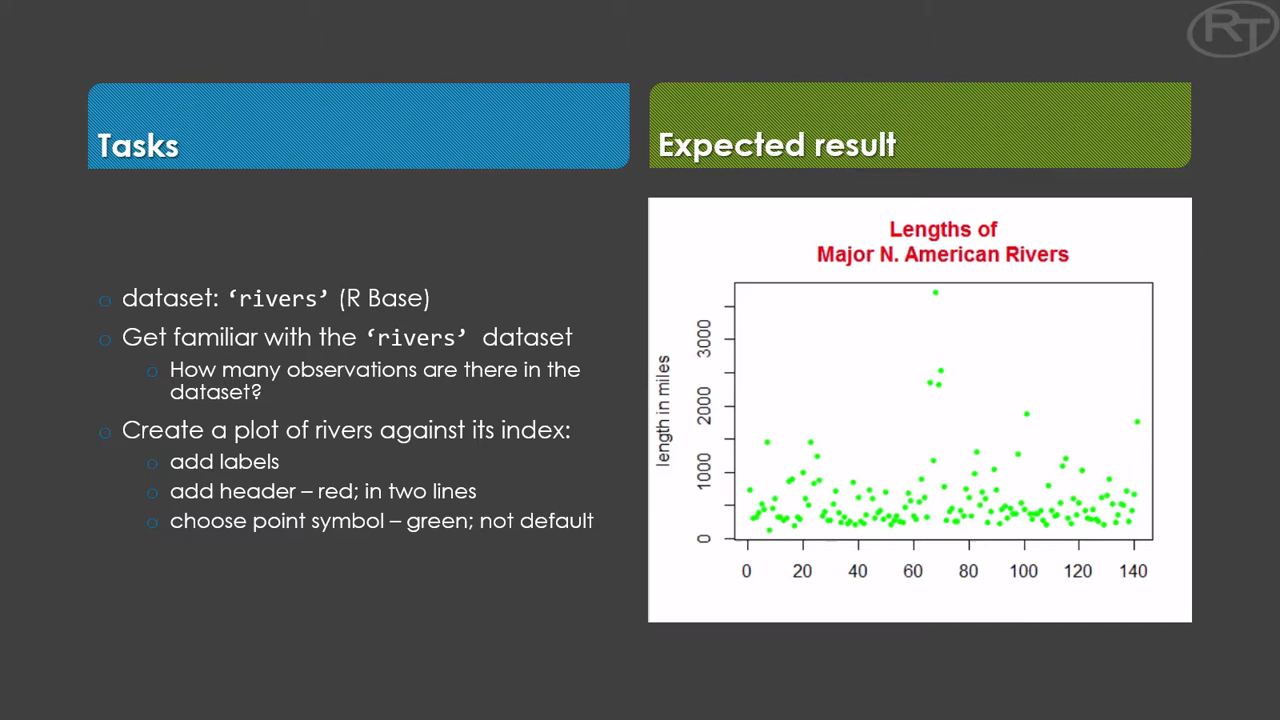 RT
Tasks
Expected result
dataset: ‘rivers’ (R Base)
Get familiar with the ‘rivers’ dataset
How many observations are there in the
dataset?
Create a plot of rivers against its index:
add labels
add header – red; in two lines
choose point symbol – green; not default
Lengths of
Major N. American Rivers
length in miles
3000
2000
1000
0
0 20 40 60 80 100 120 140